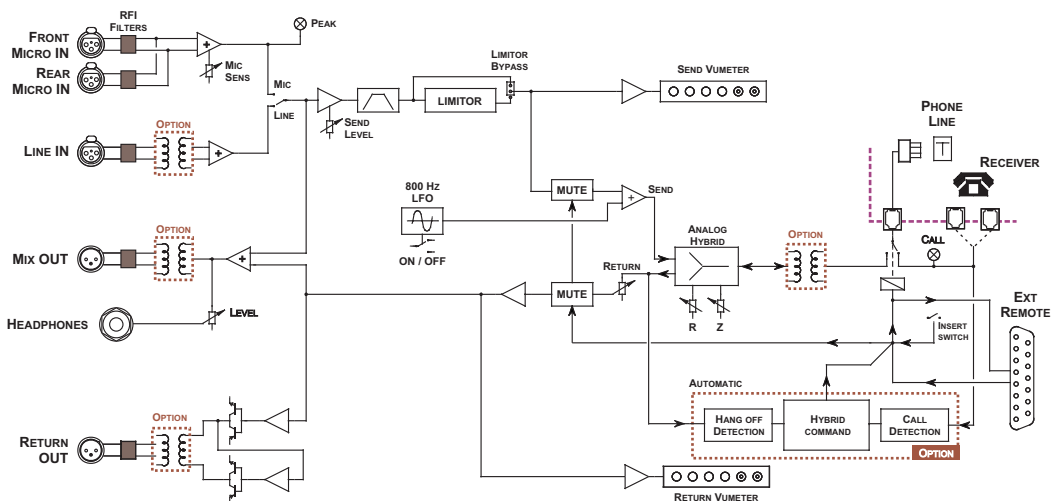 FRONT
MICRO IN
RFI
FILTERS
PEAK
REAR
MICRO IN
MIC
SENS
MIC
LINE
LIMITOR
BYPASS
LIMITOR
SEND
LEVEL
SEND VUMETER
OPTION
LINE IN
PHONE
LINE
T
RECEIVER
800 Hz
LFO
MUTE
SEND
ON / OFF
ANALOG
HYBRID
OPTION
CALL
OPTION
MIX OUT
RETURN
MUTE
R Z
HEADPHONES
LEVEL
INSERT
SWITCH
EXT
REMOTE
AUTOMATIC
HANG OFF
DETECTION
HYBRID
COMMAND
CALL
DETECTION
OPTION
OPTION
RETURN
OUT
RETURN VUMETER